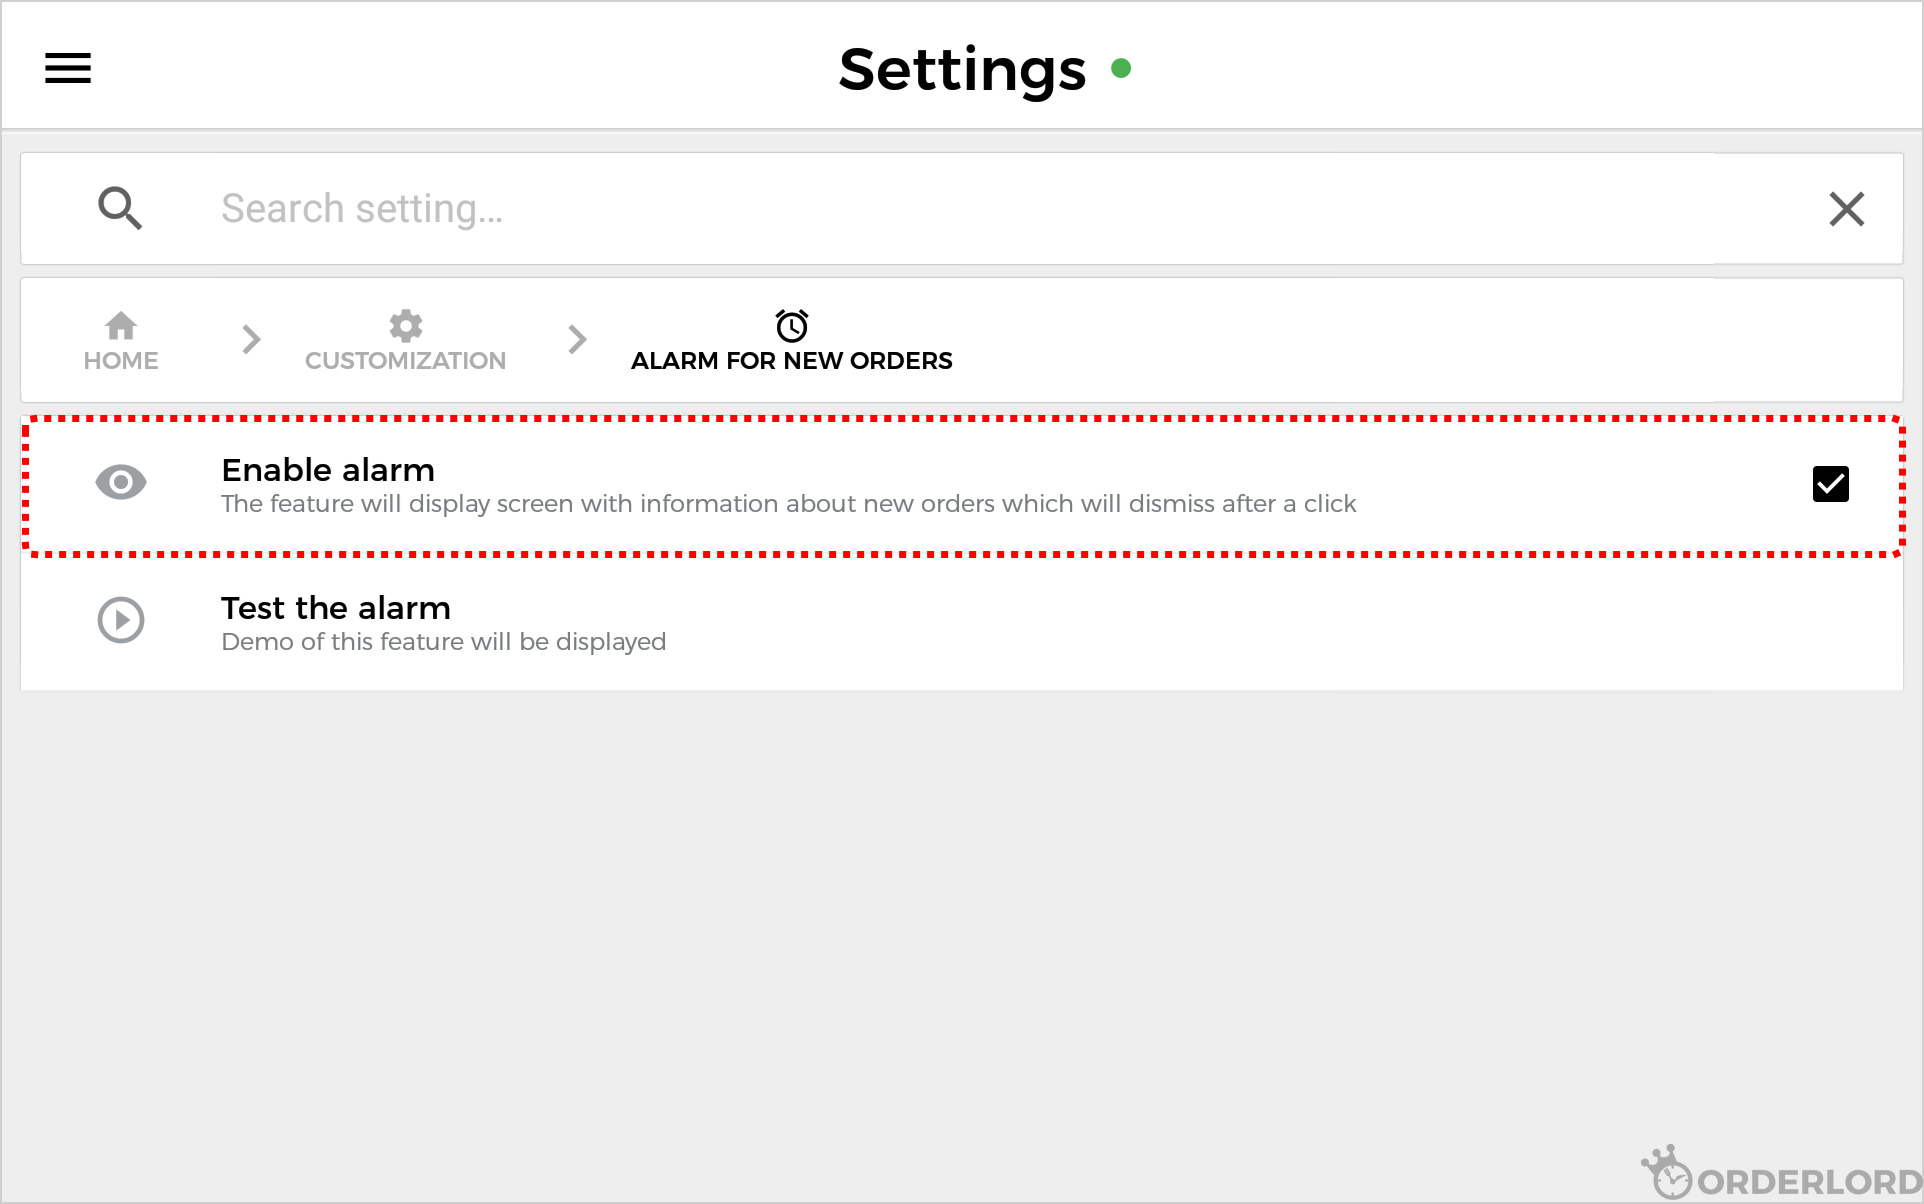 Settings
Search setting...
HOME
CUSTOMIZATION
ALARM FOR NEW ORDERS
Enable alarm
The feature will display screen with information about new orders which will dismiss after a click
Test the alarm
Demo of this feature will be displayed
ORDERLORD